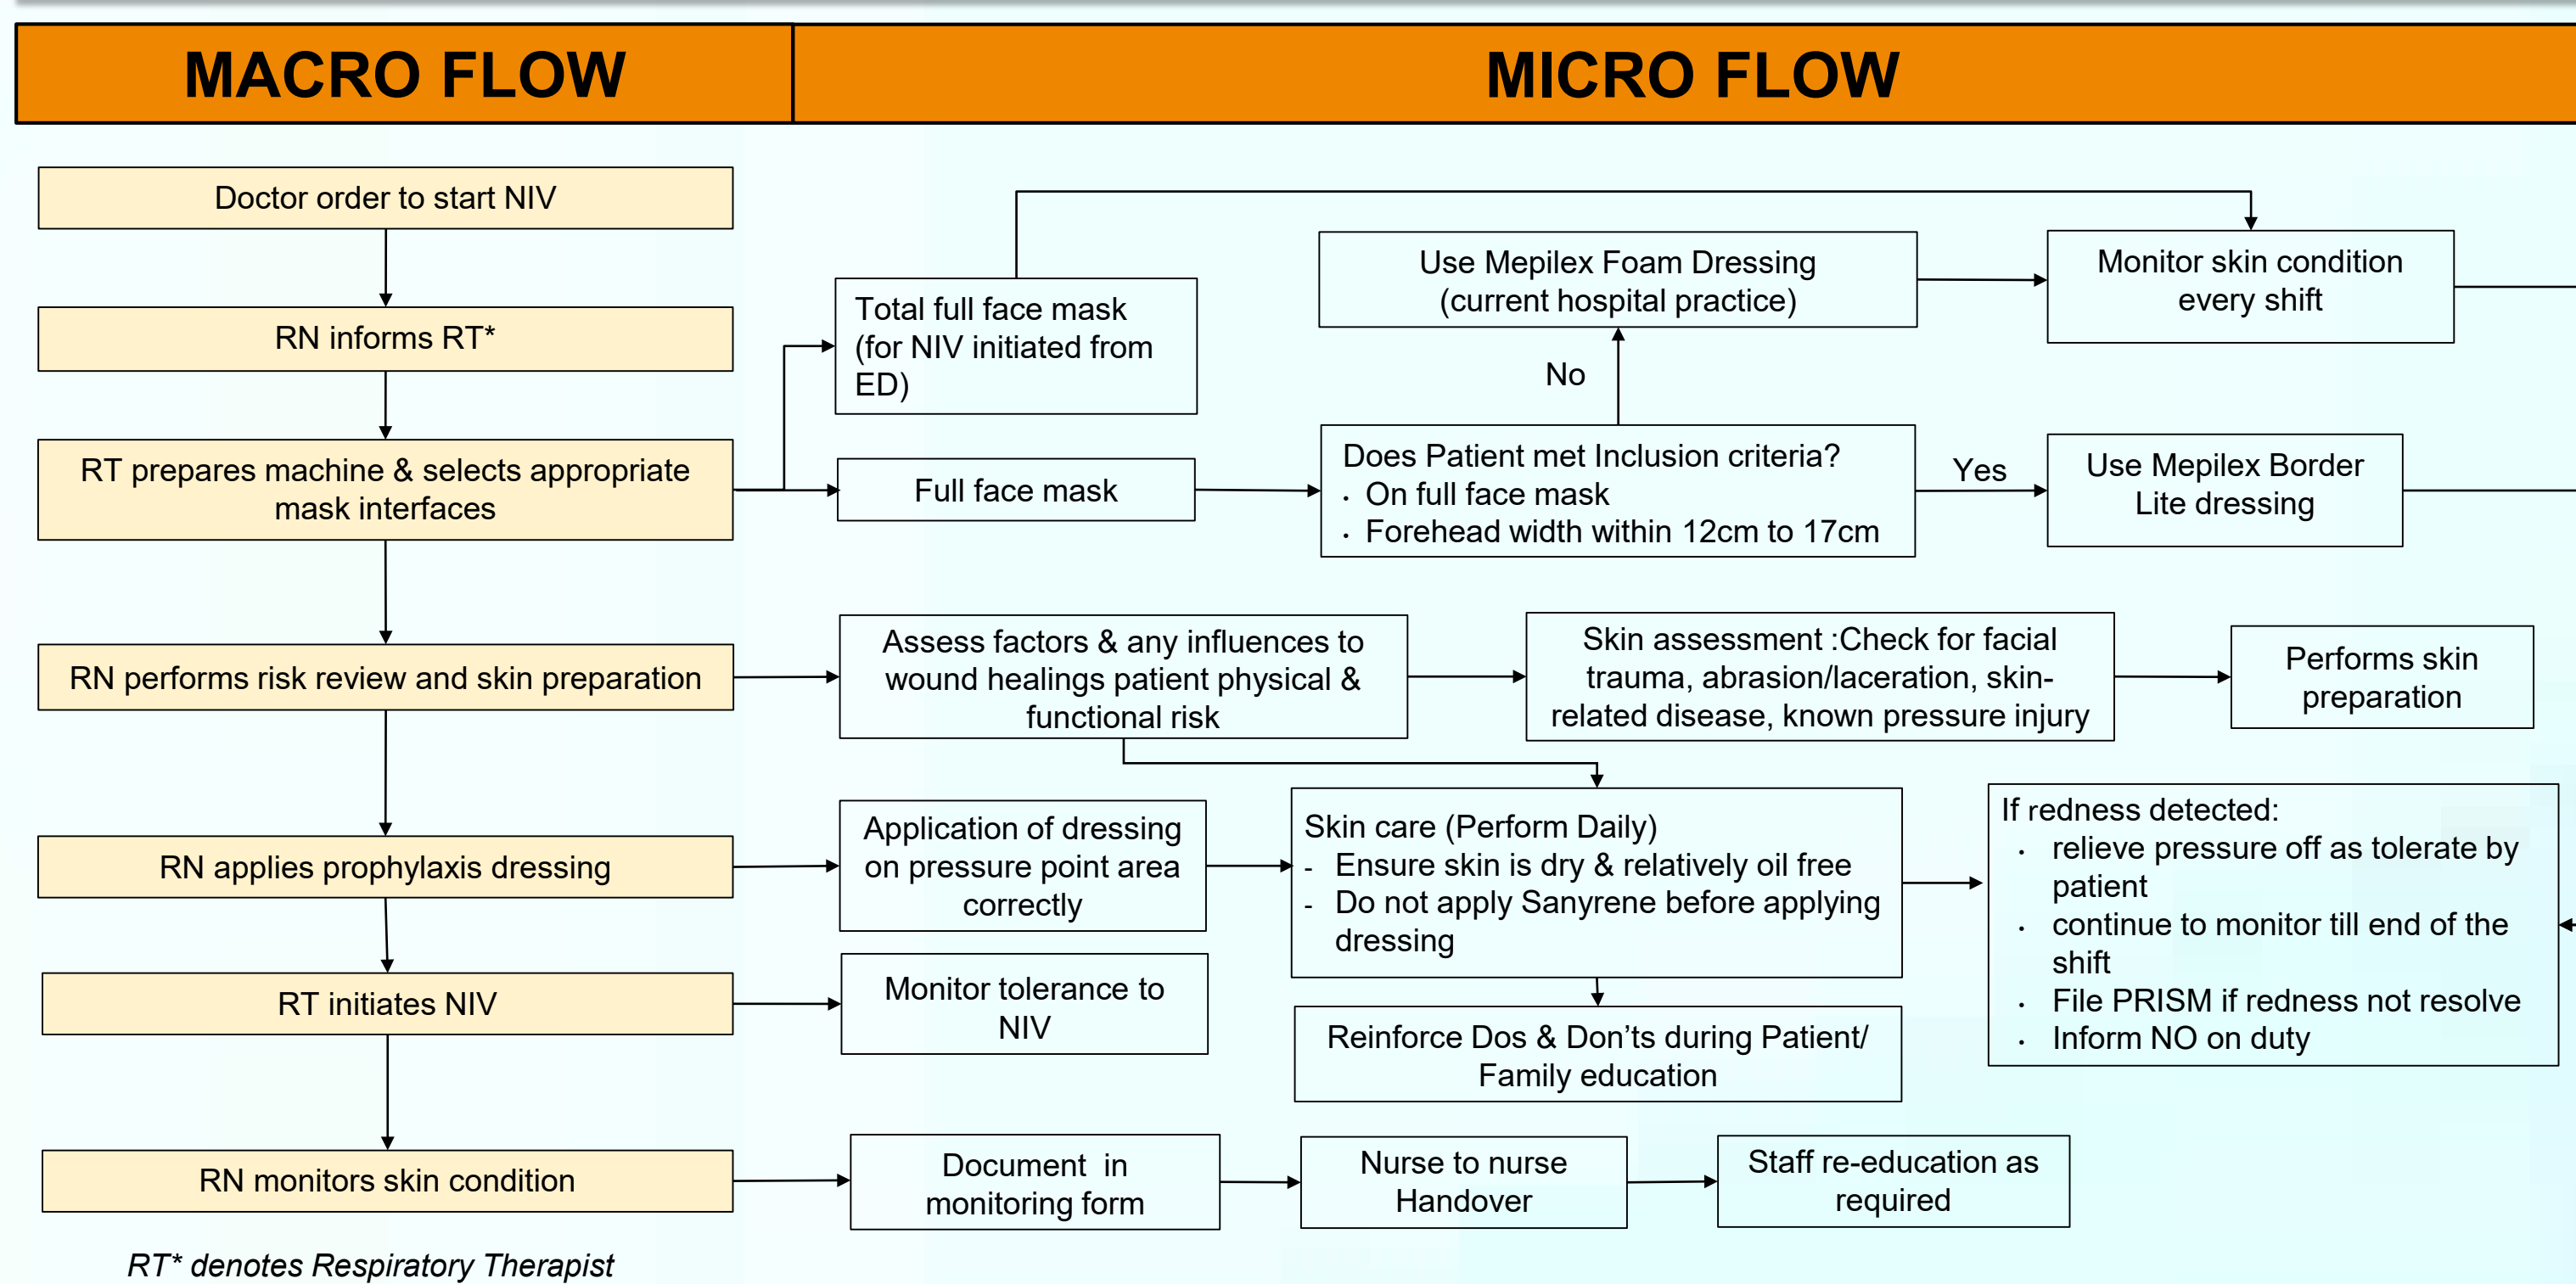 MACRO FLOW
MICRO FLOW
Doctor order to start NIV
RN informs RT*
RT prepares machine & selects appropriate
mask interfaces
RN performs risk review and skin preparation
RN applies prophylaxis dressing
RT initiates NIV
RN monitors skin condition
RT* denotes Respiratory Therapist
Total full face mask
(for NIV initiated from
ED)
Use Mepilex Foam Dressing
(current hospital practice)
Monitor skin condition
every shift
No
Full face mask
Does Patient met Inclusion criteria?
· On full face mask
· Forehead width within 12cm to 17cm
Yes
Use Mepilex Border
Lite dressing
Assess factors & any influences to
wound healings patient physical &
functional risk
Skin assessment :Check for facial
trauma, abrasion/laceration, skin-
related disease, known pressure injury
Performs skin
preparation
Application of dressing
on pressure point area
correctly
Skin care (Perform Daily)
- Ensure skin is dry & relatively oil free
- Do not apply Sanyrene before applying
dressing
If redness detected:
· relieve pressure off as tolerate by
patient
· continue to monitor till end of the
shift
· File PRISM if redness not resolve
· Inform NO on duty
Monitor tolerance to
NIV
Reinforce Dos & Don’ts during Patient/
Family education
Document in
monitoring form
Nurse to nurse
Handover
Staff re-education as
required